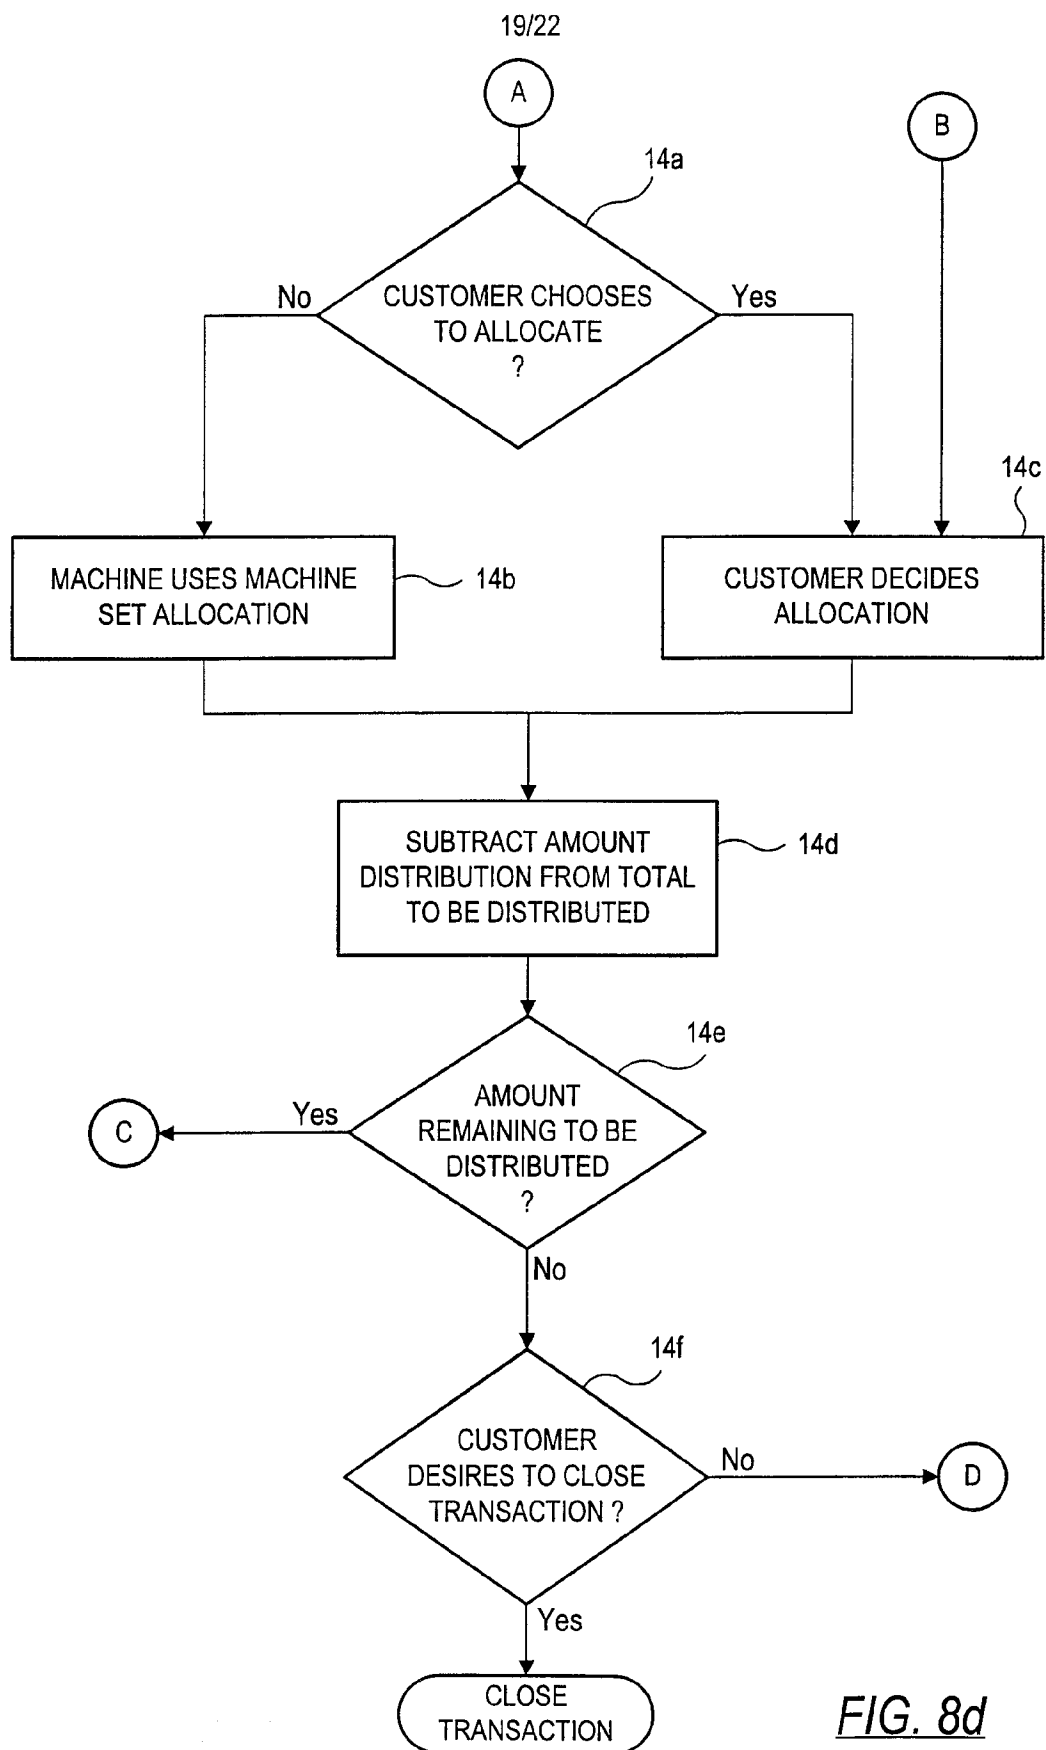 19/22
A
B
14a
No
CUSTOMER CHOOSES
TO ALLOCATE
?
Yes
14c
MACHINE USES MACHINE
SET ALLOCATION
14b
CUSTOMER DECIDES
ALLOCATION
SUBTRACT AMOUNT
DISTRIBUTION FROM TOTAL
TO BE DISTRIBUTED
14d
14e
C
Yes
AMOUNT
REMAINING TO BE
DISTRIBUTED
?
No
14f
CUSTOMER
DESIRES TO CLOSE
TRANSACTION ?
No
D
Yes
CLOSE
TRANSACTION
FIG. 8d